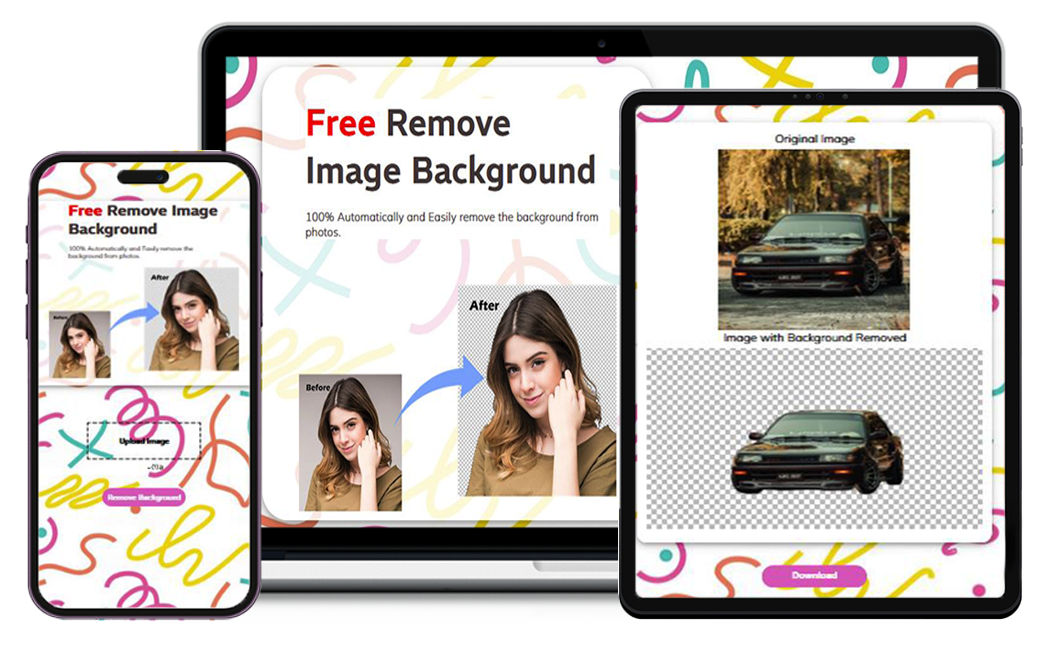 Free Remove
Image Background
100% Automatically and Easily remove the background from
photos.
Before
After
Free Remove Image
Background
100% Automatically and Easily remove the
background from photos.
Before
After
Upload Image
Remove Background
Original Image
Image with Background Removed
Download